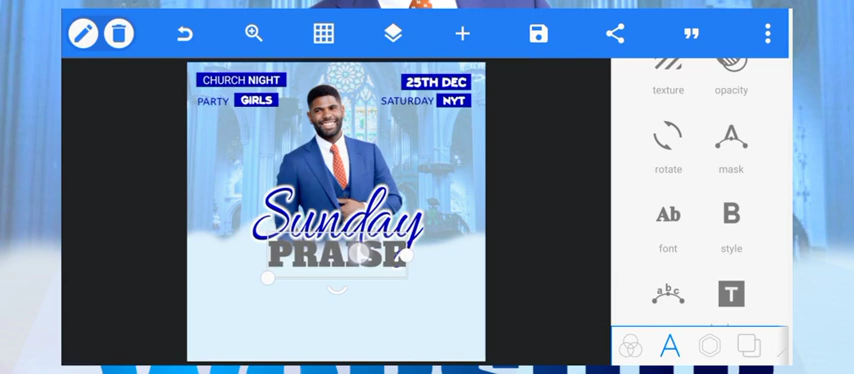 CHURCH NIGHT
PARTY GIRLS
25TH DEC
SATURDAY NYT
Sunday
PRAISE
texture opacity
rotate mask
Ab B
font style
abc T
A